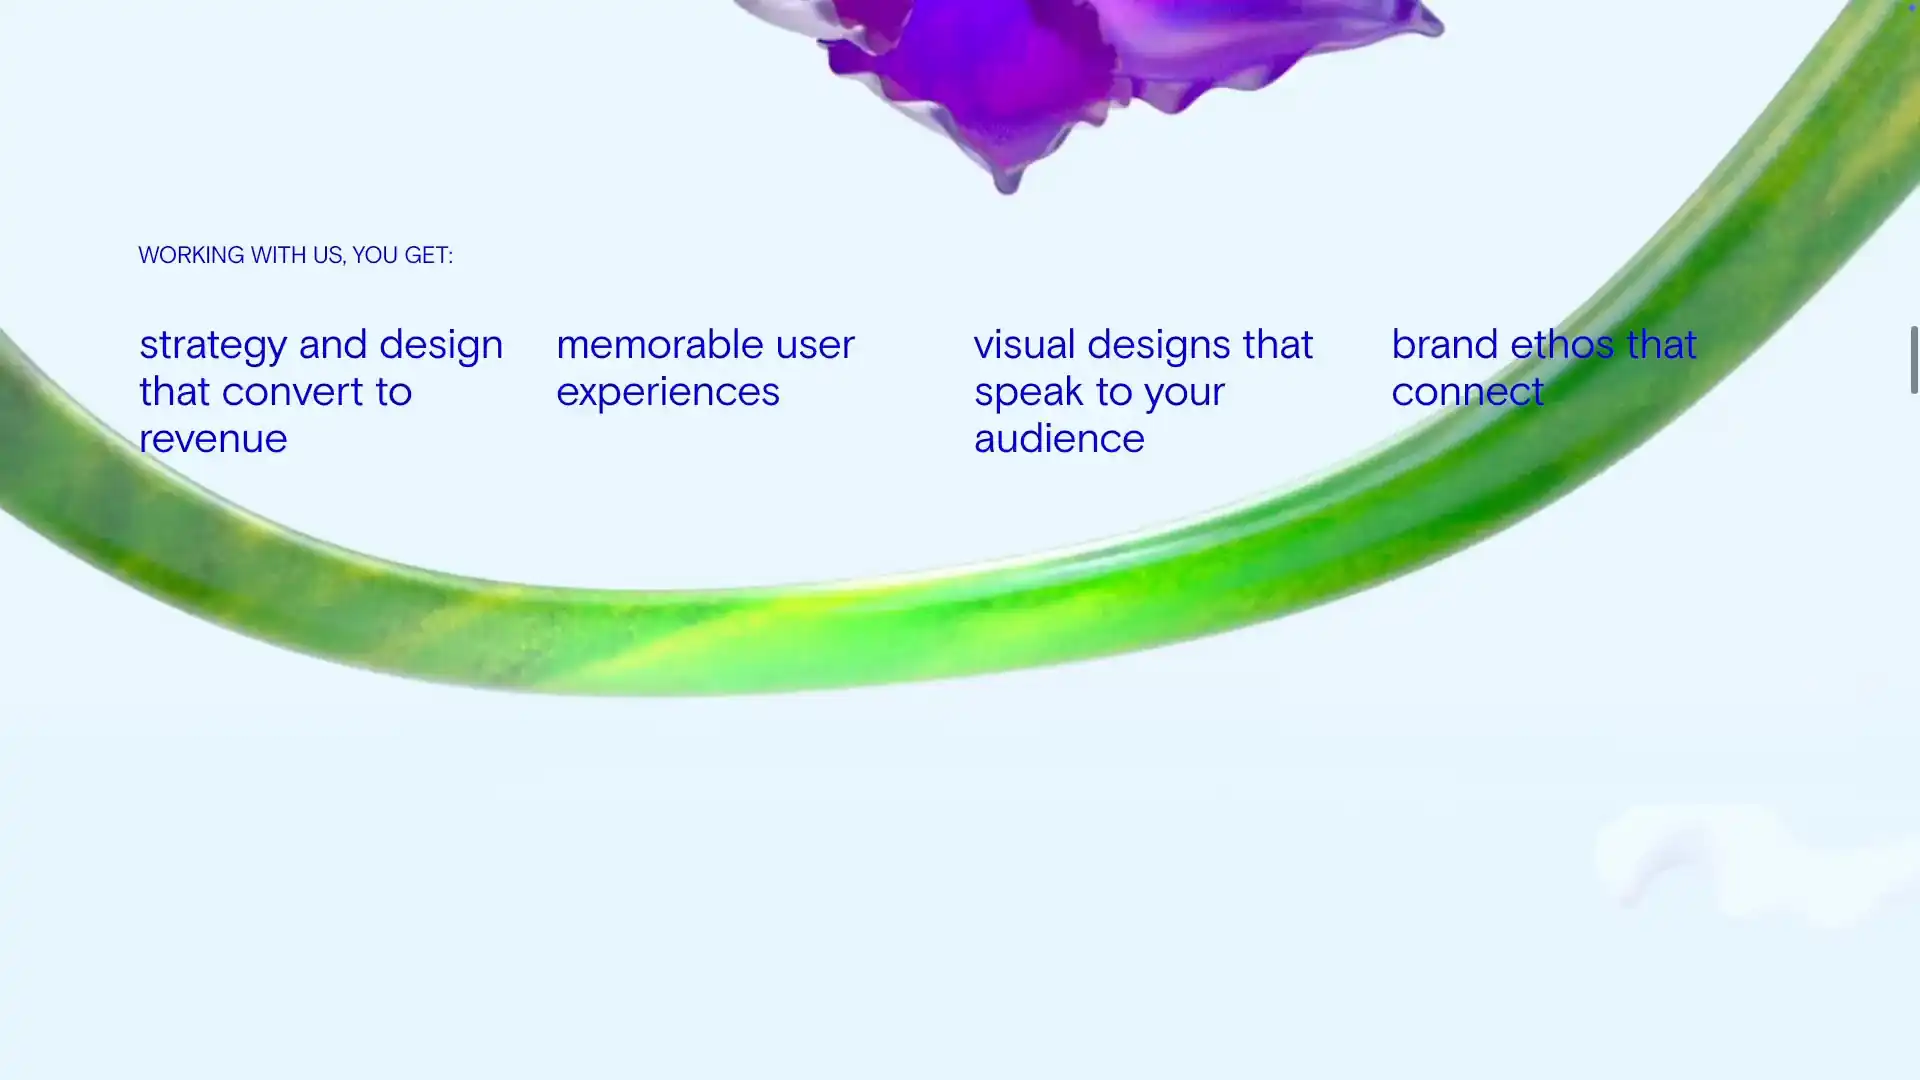 WORKING WITH US, YOU GET:
strategy and design
that convert to
revenue
memorable user
experiences
visual designs that
speak to your
audience
brand ethos that
connect